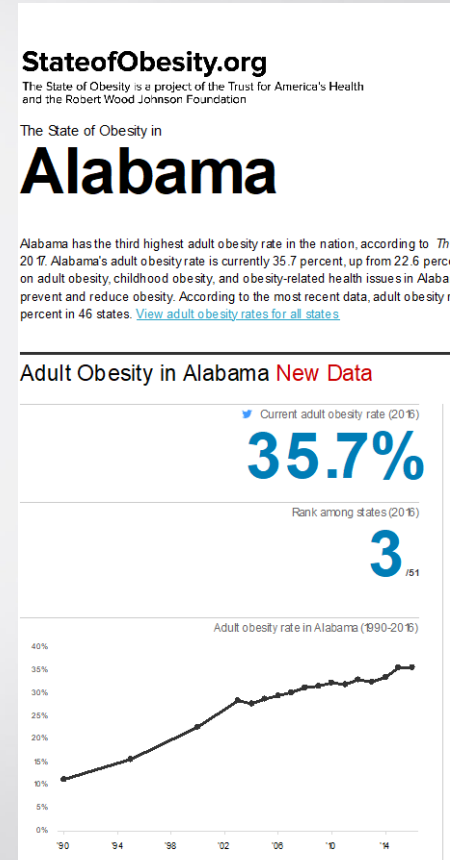 StateofObesity.org
The State of Obesity is a project of the Trust for America's Health
and the Robert Wood Johnson Foundation
The State of Obesity in
Alabama
Alabama has the third highest adult obesity rate in the nation, according to Th
2017. Alabama's adult obesity rate is currently 35.7 percent, up from 22.6 perce
on adult obesity, childhood obesity, and obesity-related health issues in Alaba
prevent and reduce obesity. According to the most recent data, adult obesity r
percent in 46 states. View adult obesity rates for all states
Adult Obesity in Alabama New Data
Current adult obesity rate (2016)
35.7%
Rank among states (2016)
3 /51
Adult obesity rate in Alabama (1990-2016)
40%
35%
30%
25%
20%
15%
10%
5%
0%
'90 '94 '98 '02 '06 '10 '14